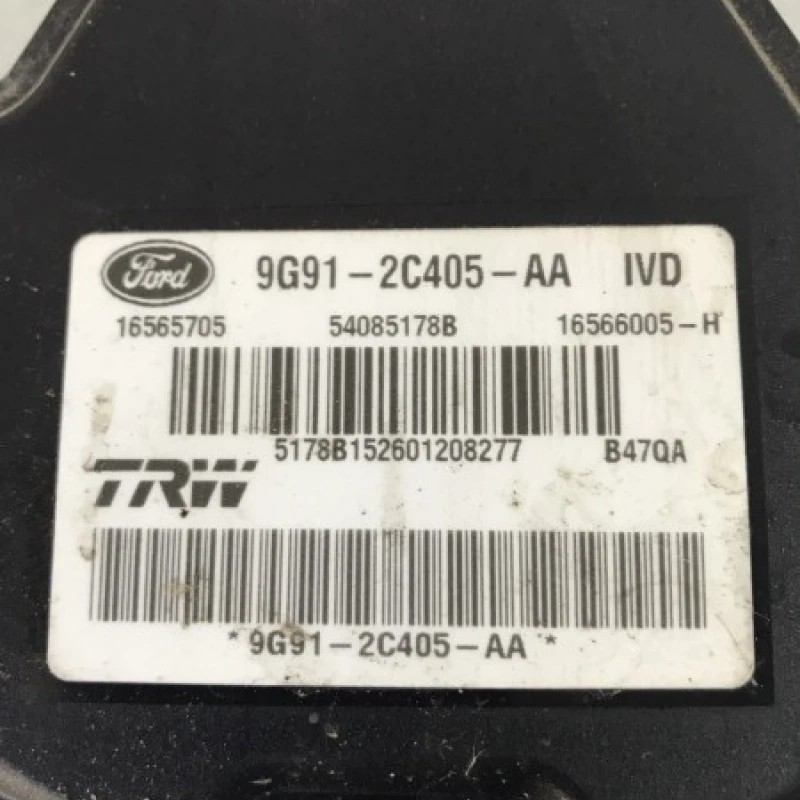 Ford 9G91-2C405-AA IVD
16565705 54085178B 16566005-H
5178B152601208277 B47QA
TRW
*9G91-2C405-AA*